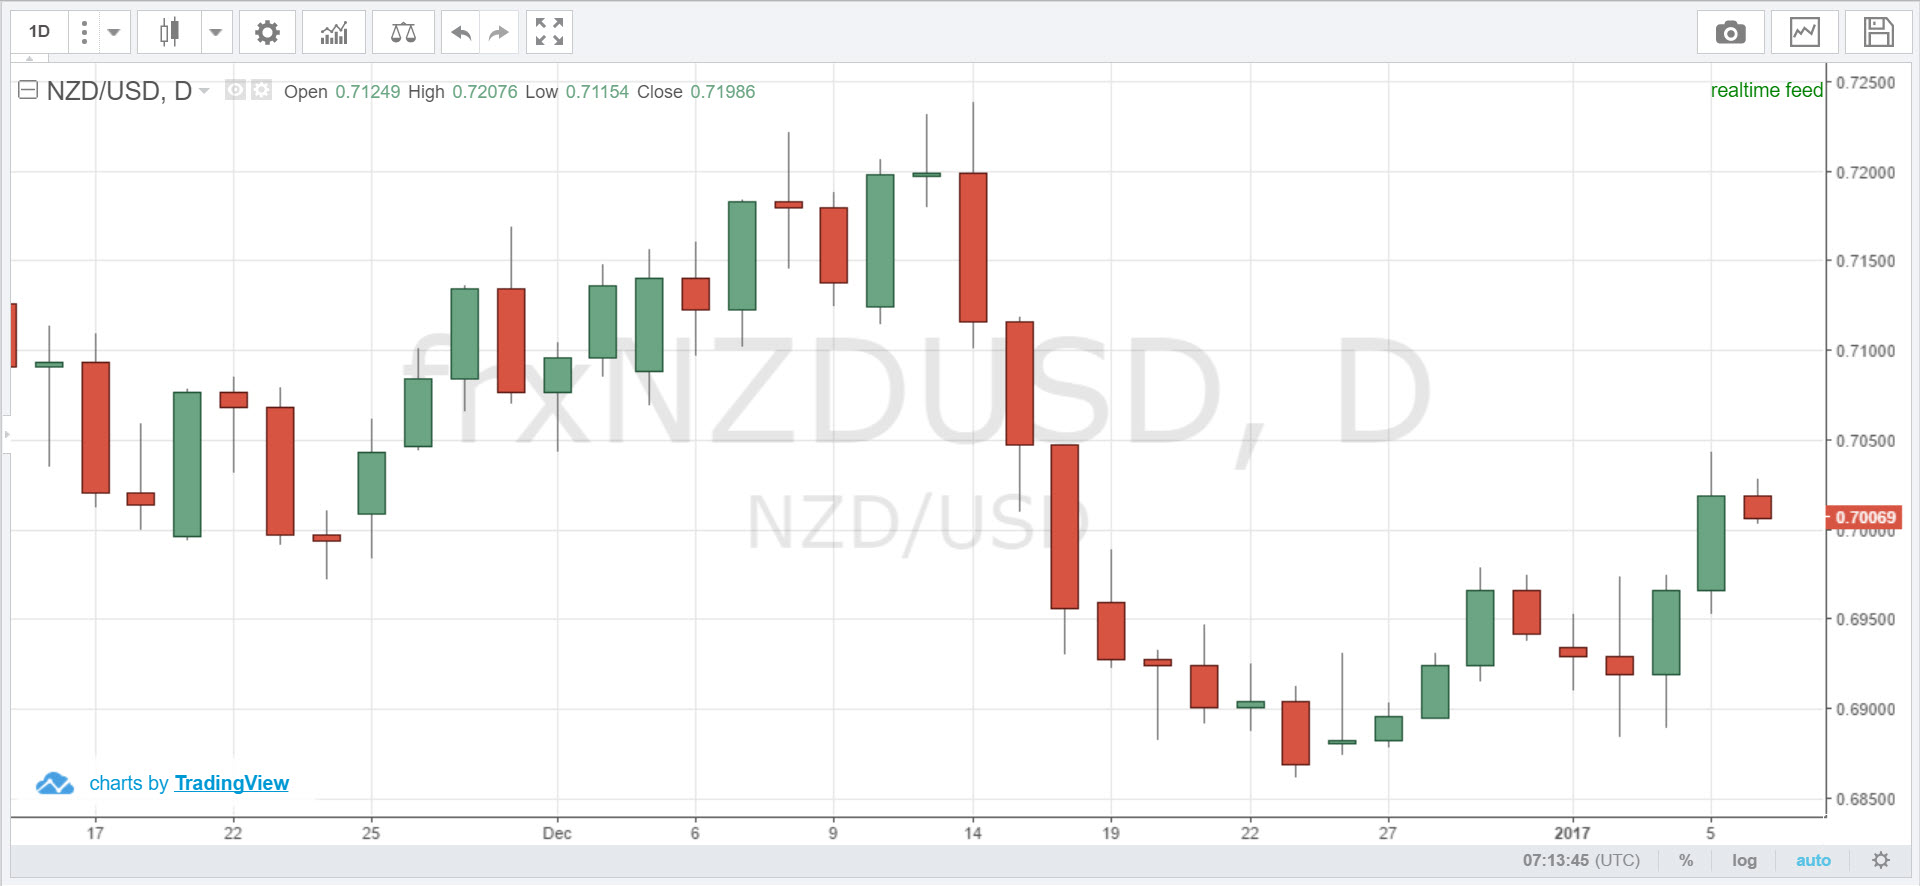 1D
NZD/USD, D Open 0.71249 High 0.72076 Low 0.71154 Close 0.71986
realtime feed
0.72500
0.72000
0.71500
0.71000
0.70500
0.70069
0.70000
0.69500
0.69000
0.68500
frxNZDUSD, D
NZD/USD
charts by TradingView
17 22 25 Dec 6 9 14 19 22 27 2017 5
07:13:45 (UTC) % log auto